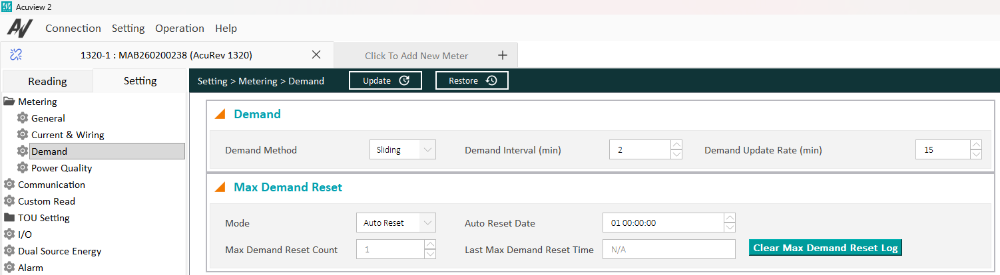 Acuview 2
Connection Setting Operation Help
1320-1 : MAB260200238 (AcuRev 1320) Click To Add New Meter
Reading Setting
Setting > Metering > Demand Update Restore
Metering
General
Current & Wiring
Demand
Power Quality
Communication
Custom Read
TOU Setting
I/O
Dual Source Energy
Alarm
Demand
Demand Method Sliding Demand Interval (min) 2 Demand Update Rate (min) 15
Max Demand Reset
Mode Auto Reset Auto Reset Date 01 00:00:00
Max Demand Reset Count 1 Last Max Demand Reset Time N/A Clear Max Demand Reset Log